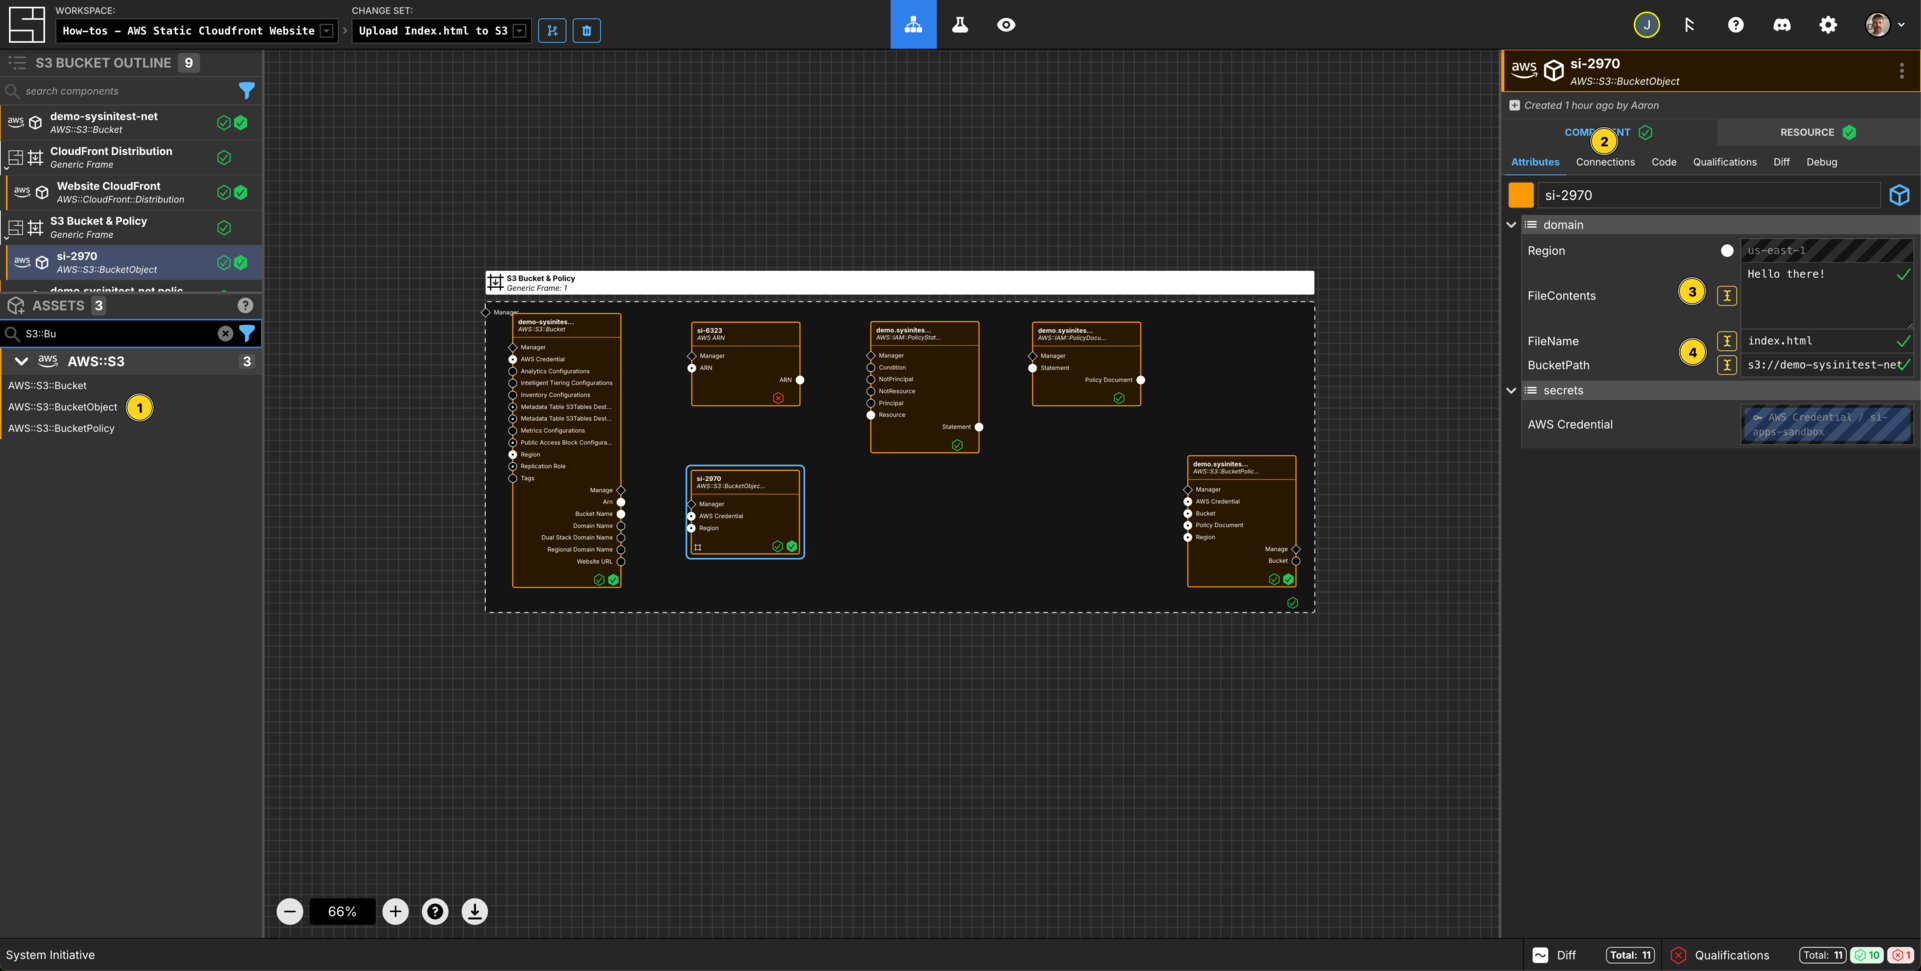 WORKSPACE:
How-tos - AWS Static Cloudfront Website
CHANGE SET:
Upload Index.html to S3
J
S3 BUCKET OUTLINE 9
search components
aws demo-sysinitest-net
AWS::S3::Bucket
CloudFront Distribution
Generic Frame
aws Website CloudFront
AWS::CloudFront::Distribution
S3 Bucket & Policy
Generic Frame
aws si-2970
AWS::S3::BucketObject
ASSETS 3
S3::Bu
aws AWS::S3 3
AWS::S3::Bucket
AWS::S3::BucketObject 1
AWS::S3::BucketPolicy
S3 Bucket & Policy
Generic Frame: 1
Manager
demo-sysinites...
AWS::S3::Bucket
Manager
AWS Credential
Analytics Configurations
Intelligent Tiering Configurations
Inventory Configurations
Metadata Table S3Tables Dest...
Metadata Table S3Tables Dest...
Metrics Configurations
Public Access Block Configura...
Region
Replication Role
Tags
Manage
Arn
Bucket Name
Domain Name
Dual Stack Domain Name
Regional Domain Name
Website URL
si-6323
AWS ARN
Manager
ARN
ARN
si-2970
AWS::S3::BucketObjec...
Manager
AWS Credential
Region
demo.sysinites...
AWS::IAM::PolicyStat...
Manager
Condition
NotPrincipal
NotResource
Principal
Resource
Statement
demo.sysinites...
AWS::IAM::PolicyDocu...
Manager
Statement
Policy Document
demo.sysinites...
AWS::S3::BucketPolic...
Manager
AWS Credential
Bucket
Policy Document
Region
Manage
Bucket
66%
aws si-2970
AWS::S3::BucketObject
Created 1 hour ago by Aaron
RESOURCE
2
Attributes Connections Code Qualifications Diff Debug
si-2970
domain
Region us-east-1
FileContents 3 Hello there!
FileName index.html
4
BucketPath s3://demo-sysinitest-net
secrets
AWS Credential AWS Credential / si-
apps-sandbox
System Initiative
Diff Total: 11 Qualifications Total: 11 10 1